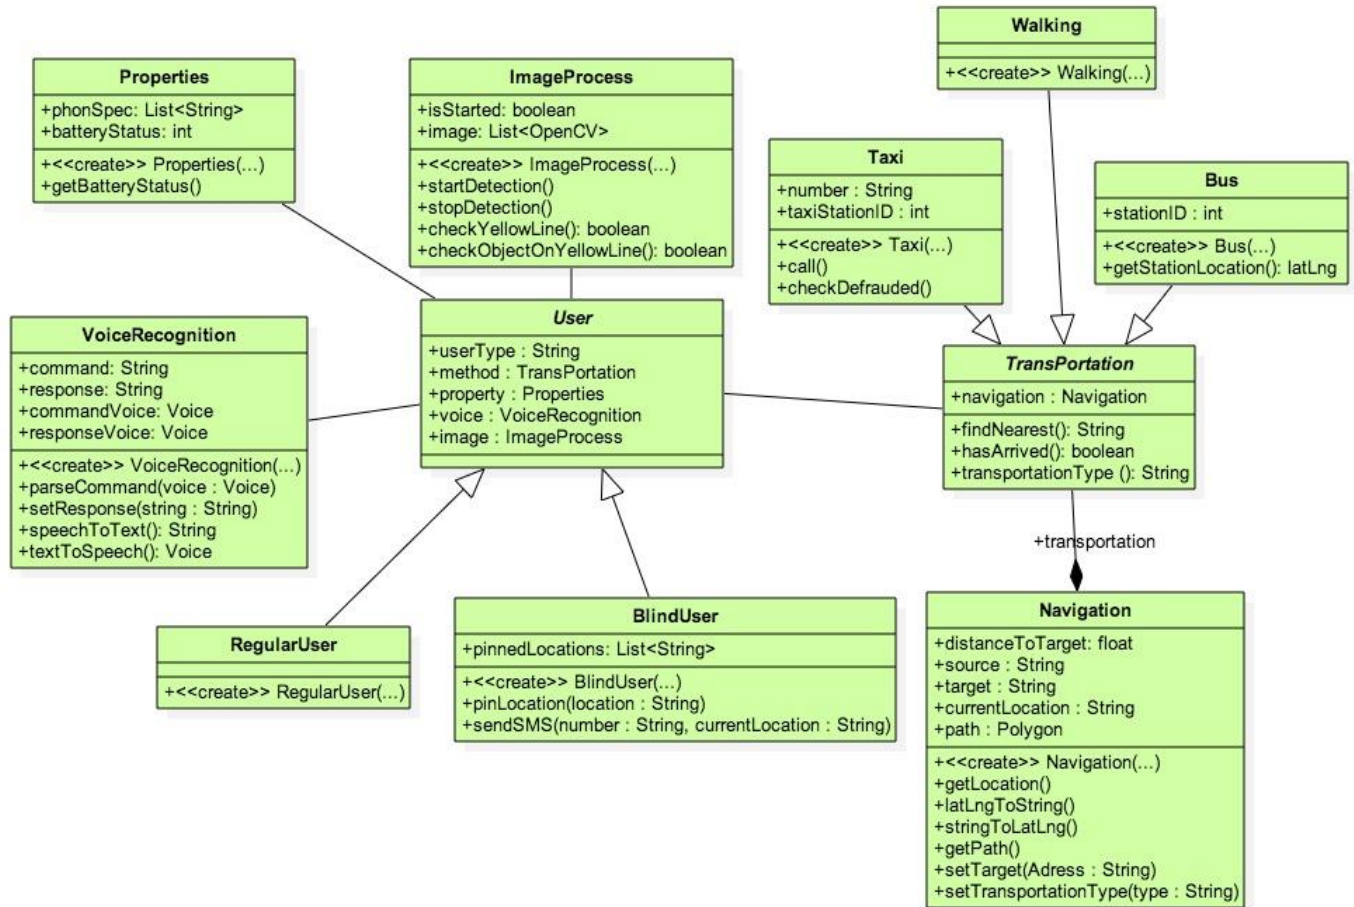 Walking
+<<create>> Walking(...)
Properties
+phonSpec: List<String>
+batteryStatus: int
+<<create>> Properties(...)
+getBatteryStatus()
ImageProcess
+isStarted: boolean
+image: List<OpenCV>
+<<create>> ImageProcess(...)
+startDetection()
+stopDetection()
+checkYellowLine(): boolean
+checkObjectOnYellowLine(): boolean
Taxi
+number : String
+taxiStationID : int
+<<create>> Taxi(...)
+call()
+checkDefrauded()
Bus
+stationID : int
+<<create>> Bus(...)
+getStationLocation(): latLng
VoiceRecognition
+command: String
+response: String
+commandVoice: Voice
+responseVoice: Voice
+<<create>> VoiceRecognition(...)
+parseCommand(voice : Voice)
+setResponse(string : String)
+speechToText(): String
+textToSpeech(): Voice
User
+userType : String
+method : TransPortation
+property : Properties
+voice : VoiceRecognition
+image : ImageProcess
TransPortation
+navigation : Navigation
+findNearest(): String
+hasArrived(): boolean
+transportationType (): String
+transportation
RegularUser
+<<create>> RegularUser(...)
BlindUser
+pinnedLocations: List<String>
+<<create>> BlindUser(...)
+pinLocation(location : String)
+sendSMS(number : String, currentLocation : String)
Navigation
+distanceToTarget: float
+source : String
+target : String
+currentLocation : String
+path : Polygon
+<<create>> Navigation(...)
+getLocation()
+latLngToString()
+stringToLatLng()
+getPath()
+setTarget(Adress : String)
+setTransportationType(type : String)